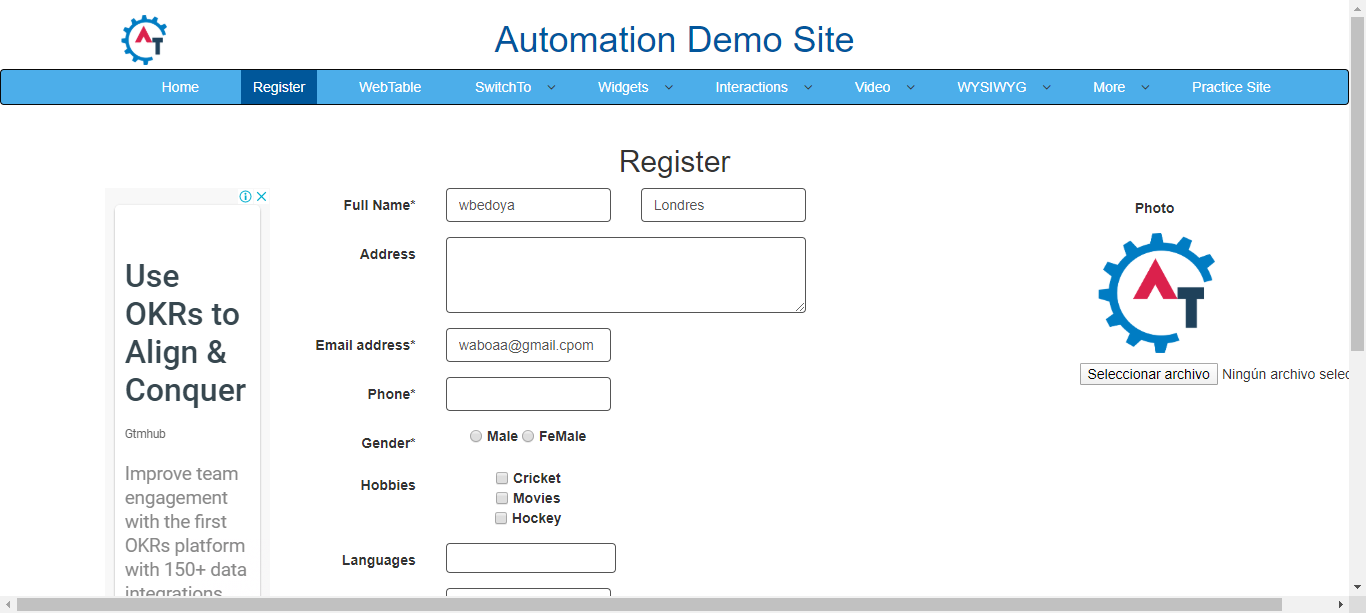 AT
Automation Demo Site
Home Register WebTable SwitchTo Widgets Interactions Video WYSIWYG More Practice Site
Register
Full Name* wbedoya Londres
Photo
Address
AT
Email address* waboaa@gmail.cpom
Seleccionar archivo Ningún archivo selec
Phone*
Gender* Male FeMale
Hobbies Cricket
Movies
Hockey
Languages
Use
OKRs to
Align &
Conquer
Gtmhub
Improve team
engagement
with the first
OKRs platform
with 150+ data
integrations